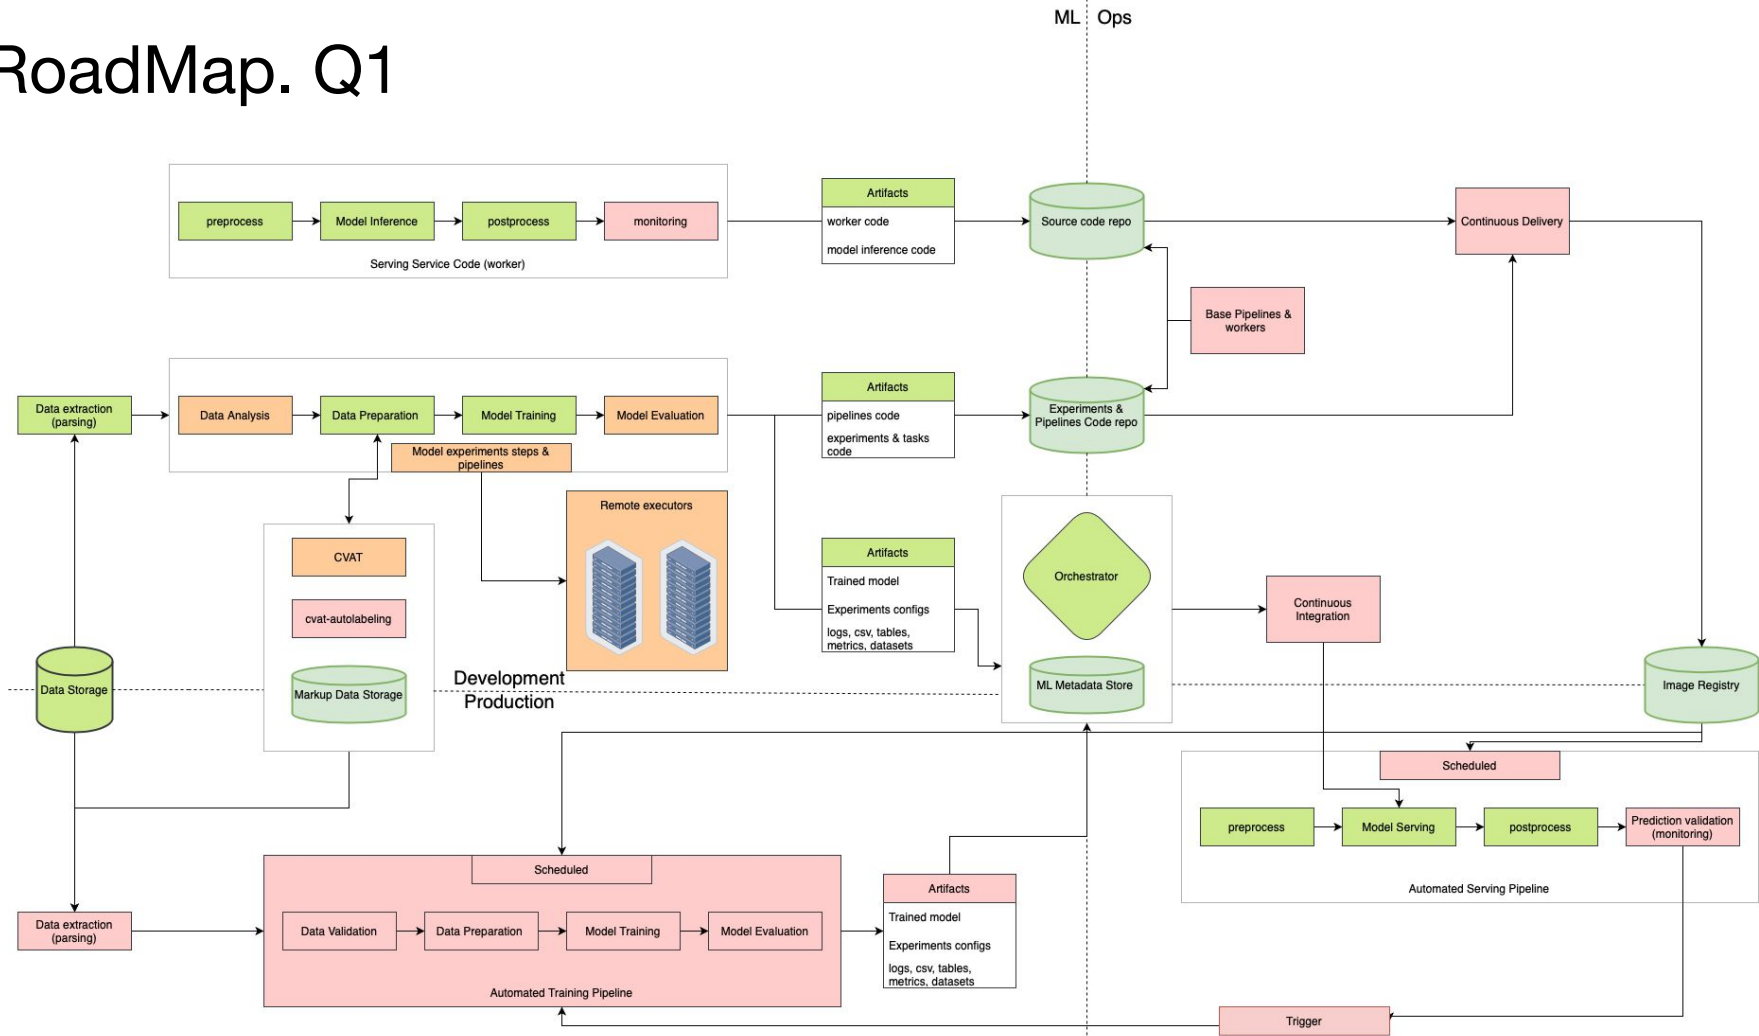 ML
Ops
RoadMap. Q1
preprocess
Model Inference
postprocess
monitoring
Serving Service Code (worker)
Artifacts
worker code
model inference code
Source code repo
Continuous Delivery
Base Pipelines &
workers
Data extraction
(parsing)
Data Analysis
Data Preparation
Model Training
Model Evaluation
Model experiments steps &
pipelines
Artifacts
pipelines code
experiments & tasks
code
Experiments &
Pipelines Code repo
Remote executors
CVAT
cvat-autolabeling
Markup Data Storage
Data Storage
Development
Production
Artifacts
Trained model
Experiments configs
logs, csv, tables,
metrics, datasets
Orchestrator
ML Metadata Store
Continuous
Integration
Image Registry
Scheduled
preprocess
Model Serving
postprocess
Prediction validation
(monitoring)
Automated Serving Pipeline
Data extraction
(parsing)
Scheduled
Data Validation
Data Preparation
Model Training
Model Evaluation
Automated Training Pipeline
Artifacts
Trained model
Experiments configs
logs, csv, tables,
metrics, datasets
Trigger